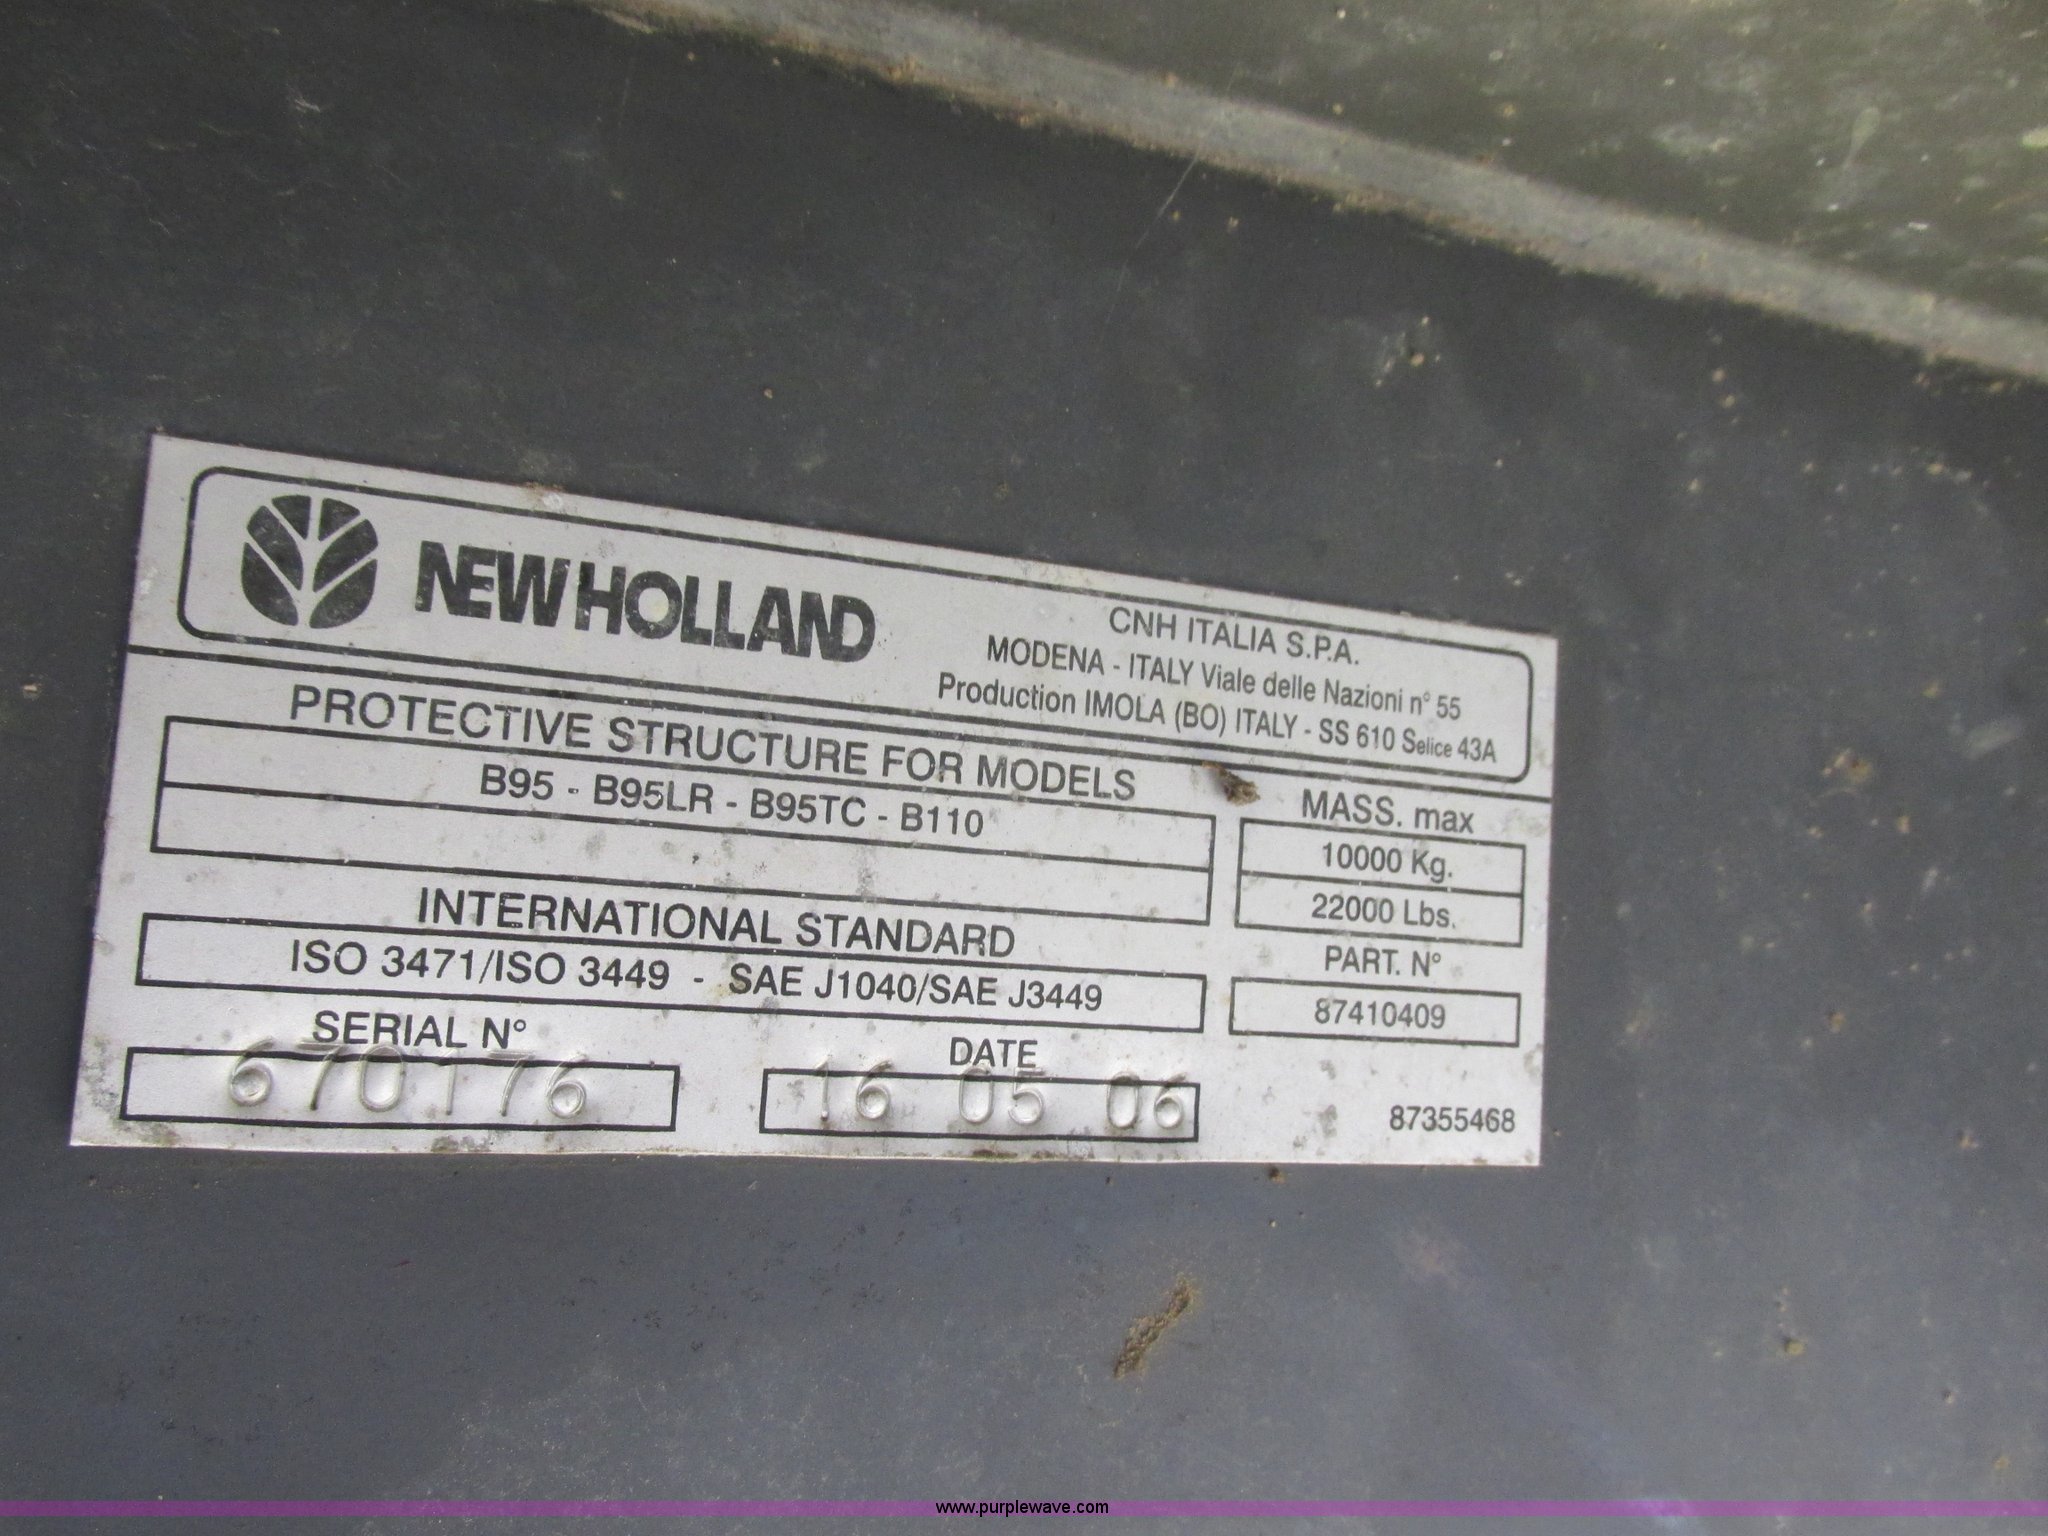 NEW HOLLAND
CNH ITALIA S.P.A.
MODENA - ITALY Viale delle Nazioni n° 55
Production IMOLA (BO) ITALY - SS 610 Selice 43A
PROTECTIVE STRUCTURE FOR MODELS
B95 - B95LR - B95TC - B110
MASS. max
10000 Kg.
22000 Lbs.
INTERNATIONAL STANDARD
ISO 3471/ISO 3449 - SAE J1040/SAE J3449
PART. N°
87410409
SERIAL N°
670176
DATE
16 05 06
87355468
www.purplewave.com